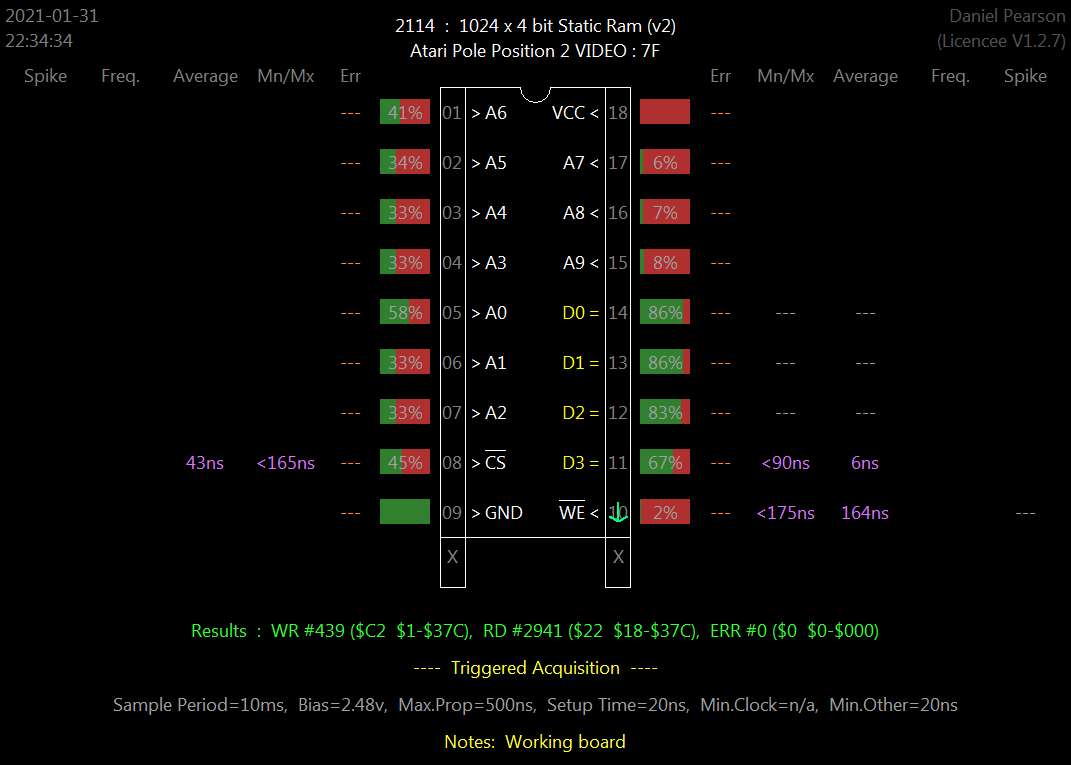 2021-01-31 2114 : 1024 x 4 bit Static Ram (v2) Daniel Pearson
22:34:34 Atari Pole Position 2 VIDEO : 7F (Licencee V1.2.7)
Spike Freq. Average Mn/Mx Err Err Mn/Mx Average Freq. Spike
--- 41% 01 > A6 VCC < 18 ---
--- 34% 02 > A5 A7 < 17 6% ---
--- 33% 03 > A4 A8 < 16 7% ---
--- 33% 04 > A3 A9 < 15 8% ---
--- 58% 05 > A0 D0 = 14 86% --- --- ---
--- 33% 06 > A1 D1 = 13 86% --- --- ---
--- 33% 07 > A2 D2 = 12 83% --- --- ---
43ns <165ns --- 45% 08 > CS D3 = 11 67% --- <90ns 6ns
--- 09 > GND WE < 10 2% --- <175ns 164ns ---
X X
Results : WR #439 ($C2 $1-$37C), RD #2941 ($22 $18-$37C), ERR #0 ($0 $0-$000)
---- Triggered Acquisition ----
Sample Period=10ms, Bias=2.48v, Max.Prop=500ns, Setup Time=20ns, Min.Clock=n/a, Min.Other=20ns
Notes: Working board